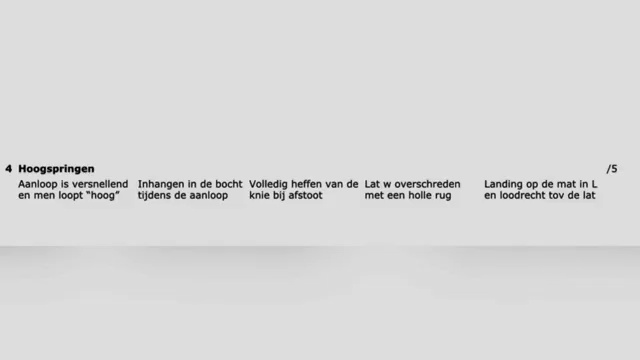 4 Hoogspringen /5
Aanloop is versnellend Inhangen in de bocht Volledig heffen van de Lat w overschreden Landing op de mat in L
en men loopt “hoog” tijdens de aanloop knie bij afstoot met een holle rug en loodrecht tov de lat